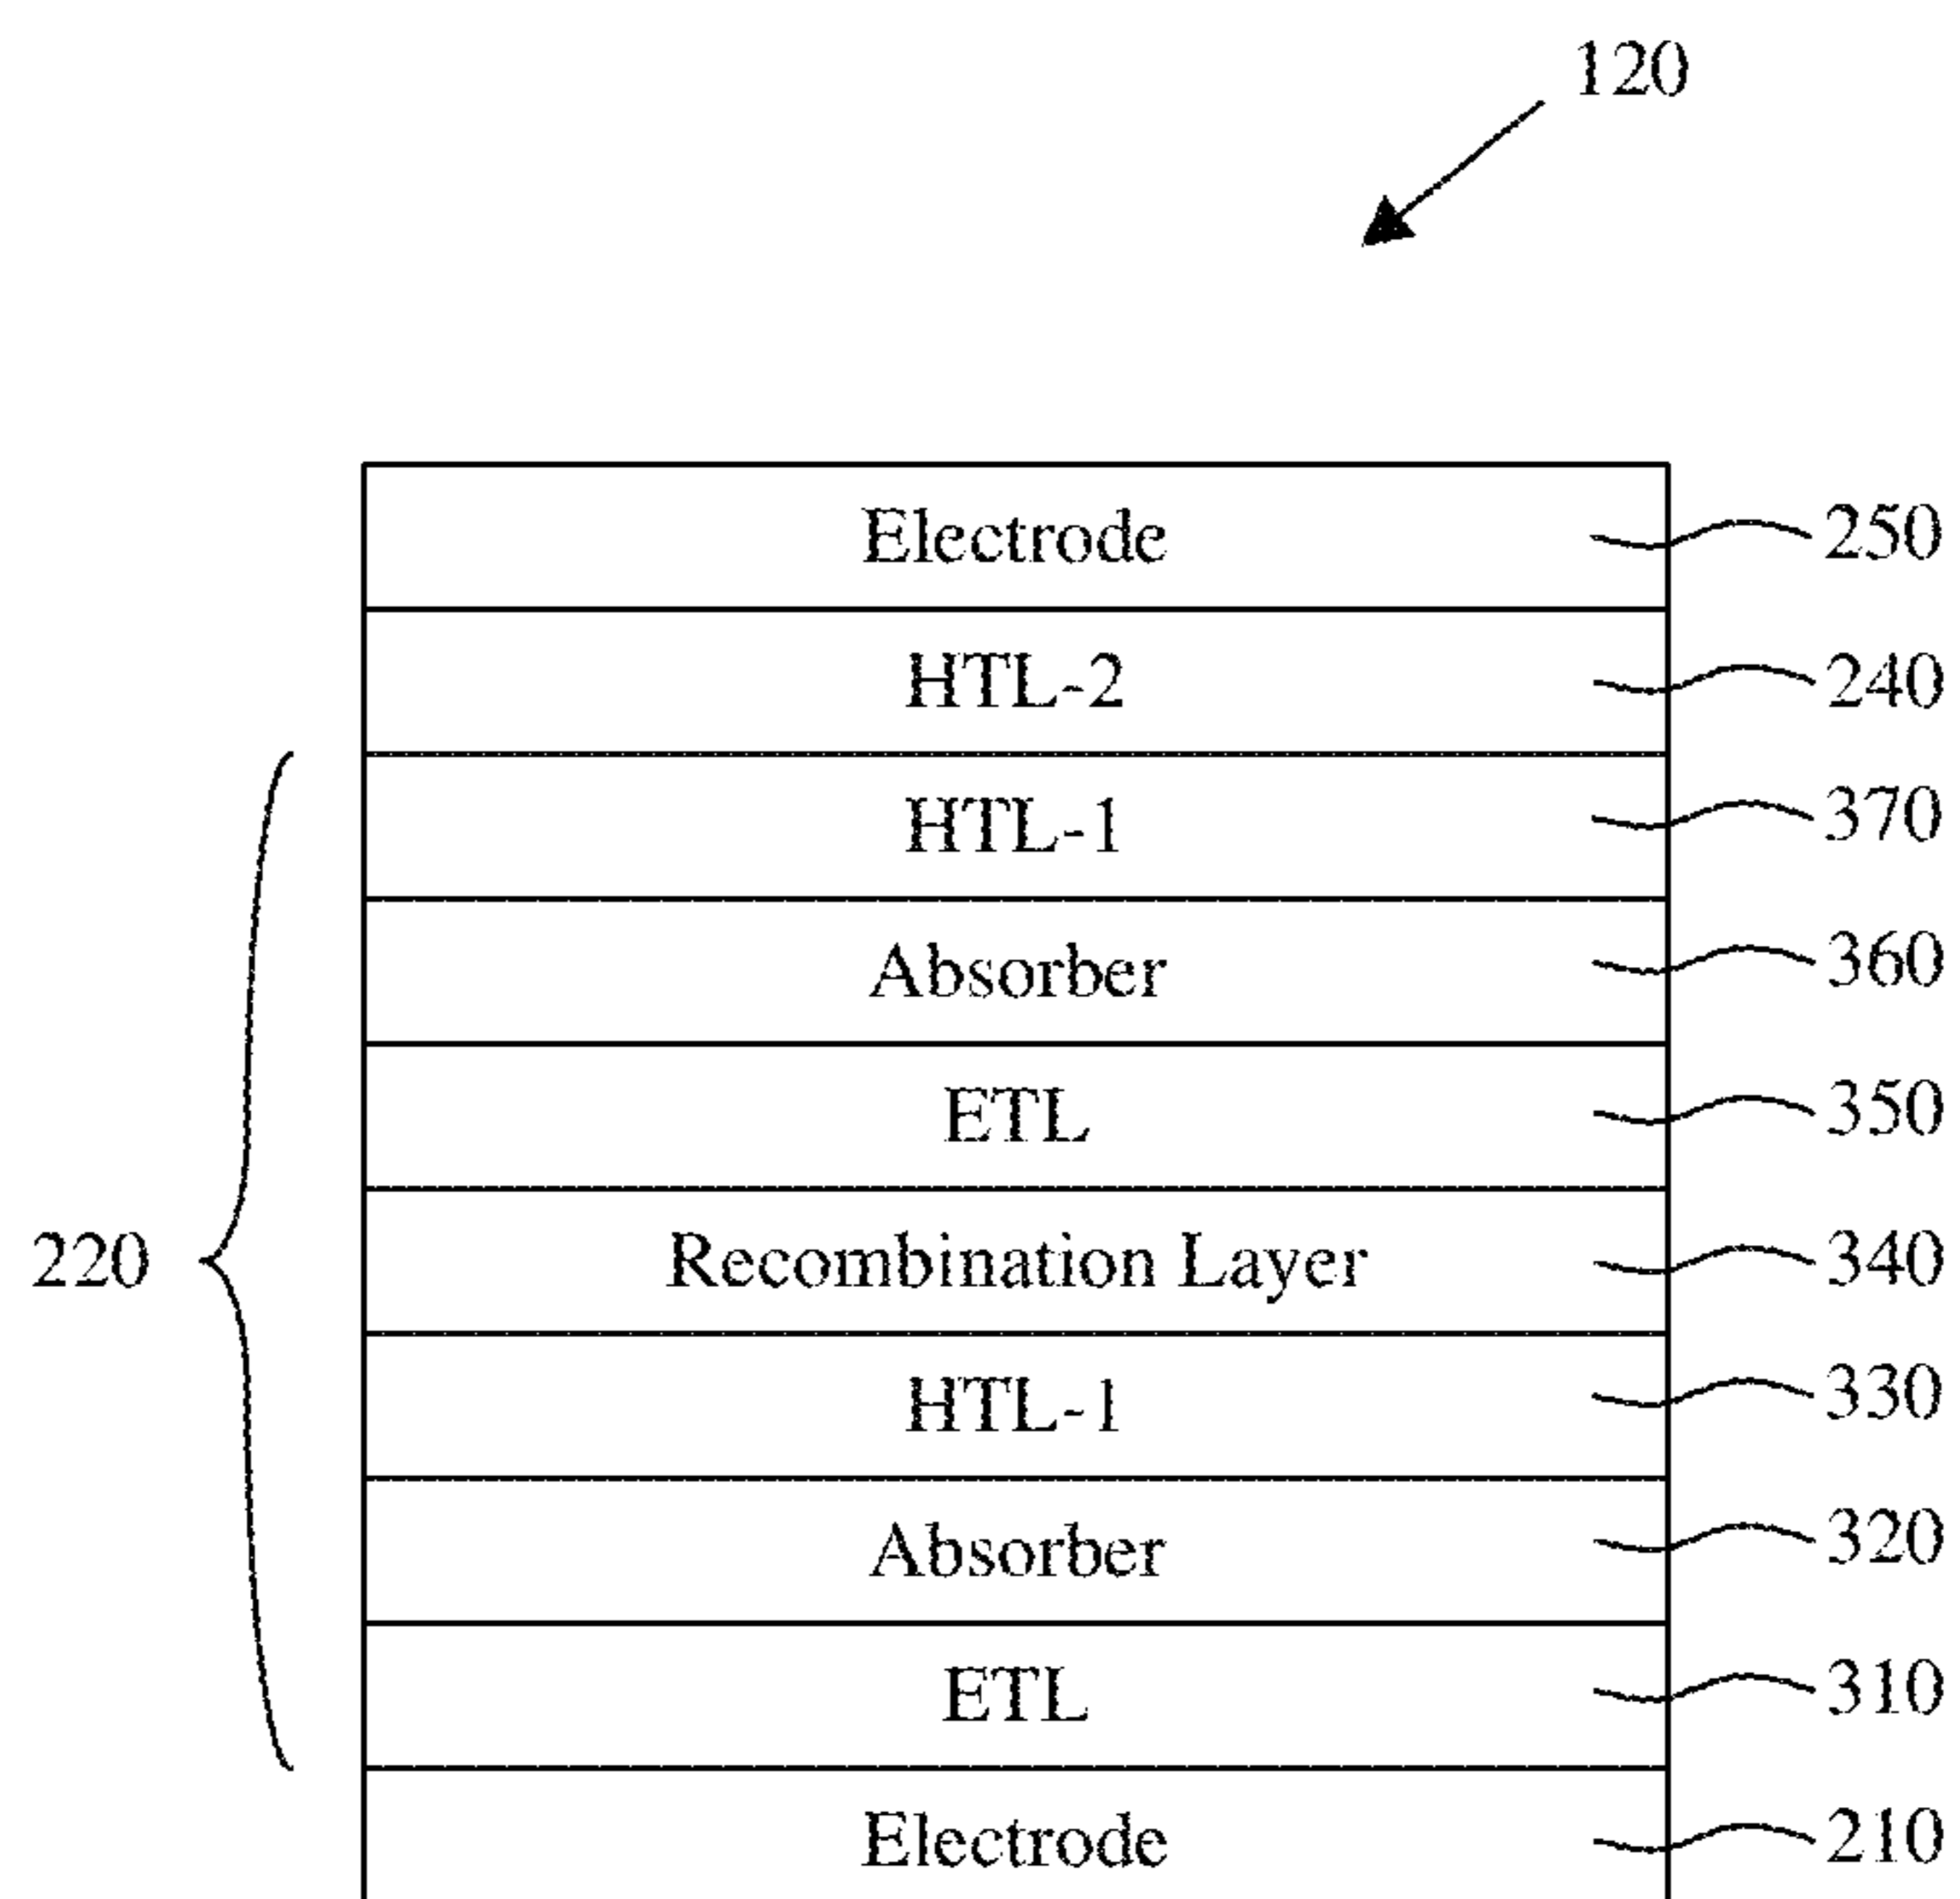 120
Electrode 250
HTL-2 240
HTL-1 370
Absorber 360
ETL 350
220 Recombination Layer 340
HTL-1 330
Absorber 320
ETL 310
Electrode 210